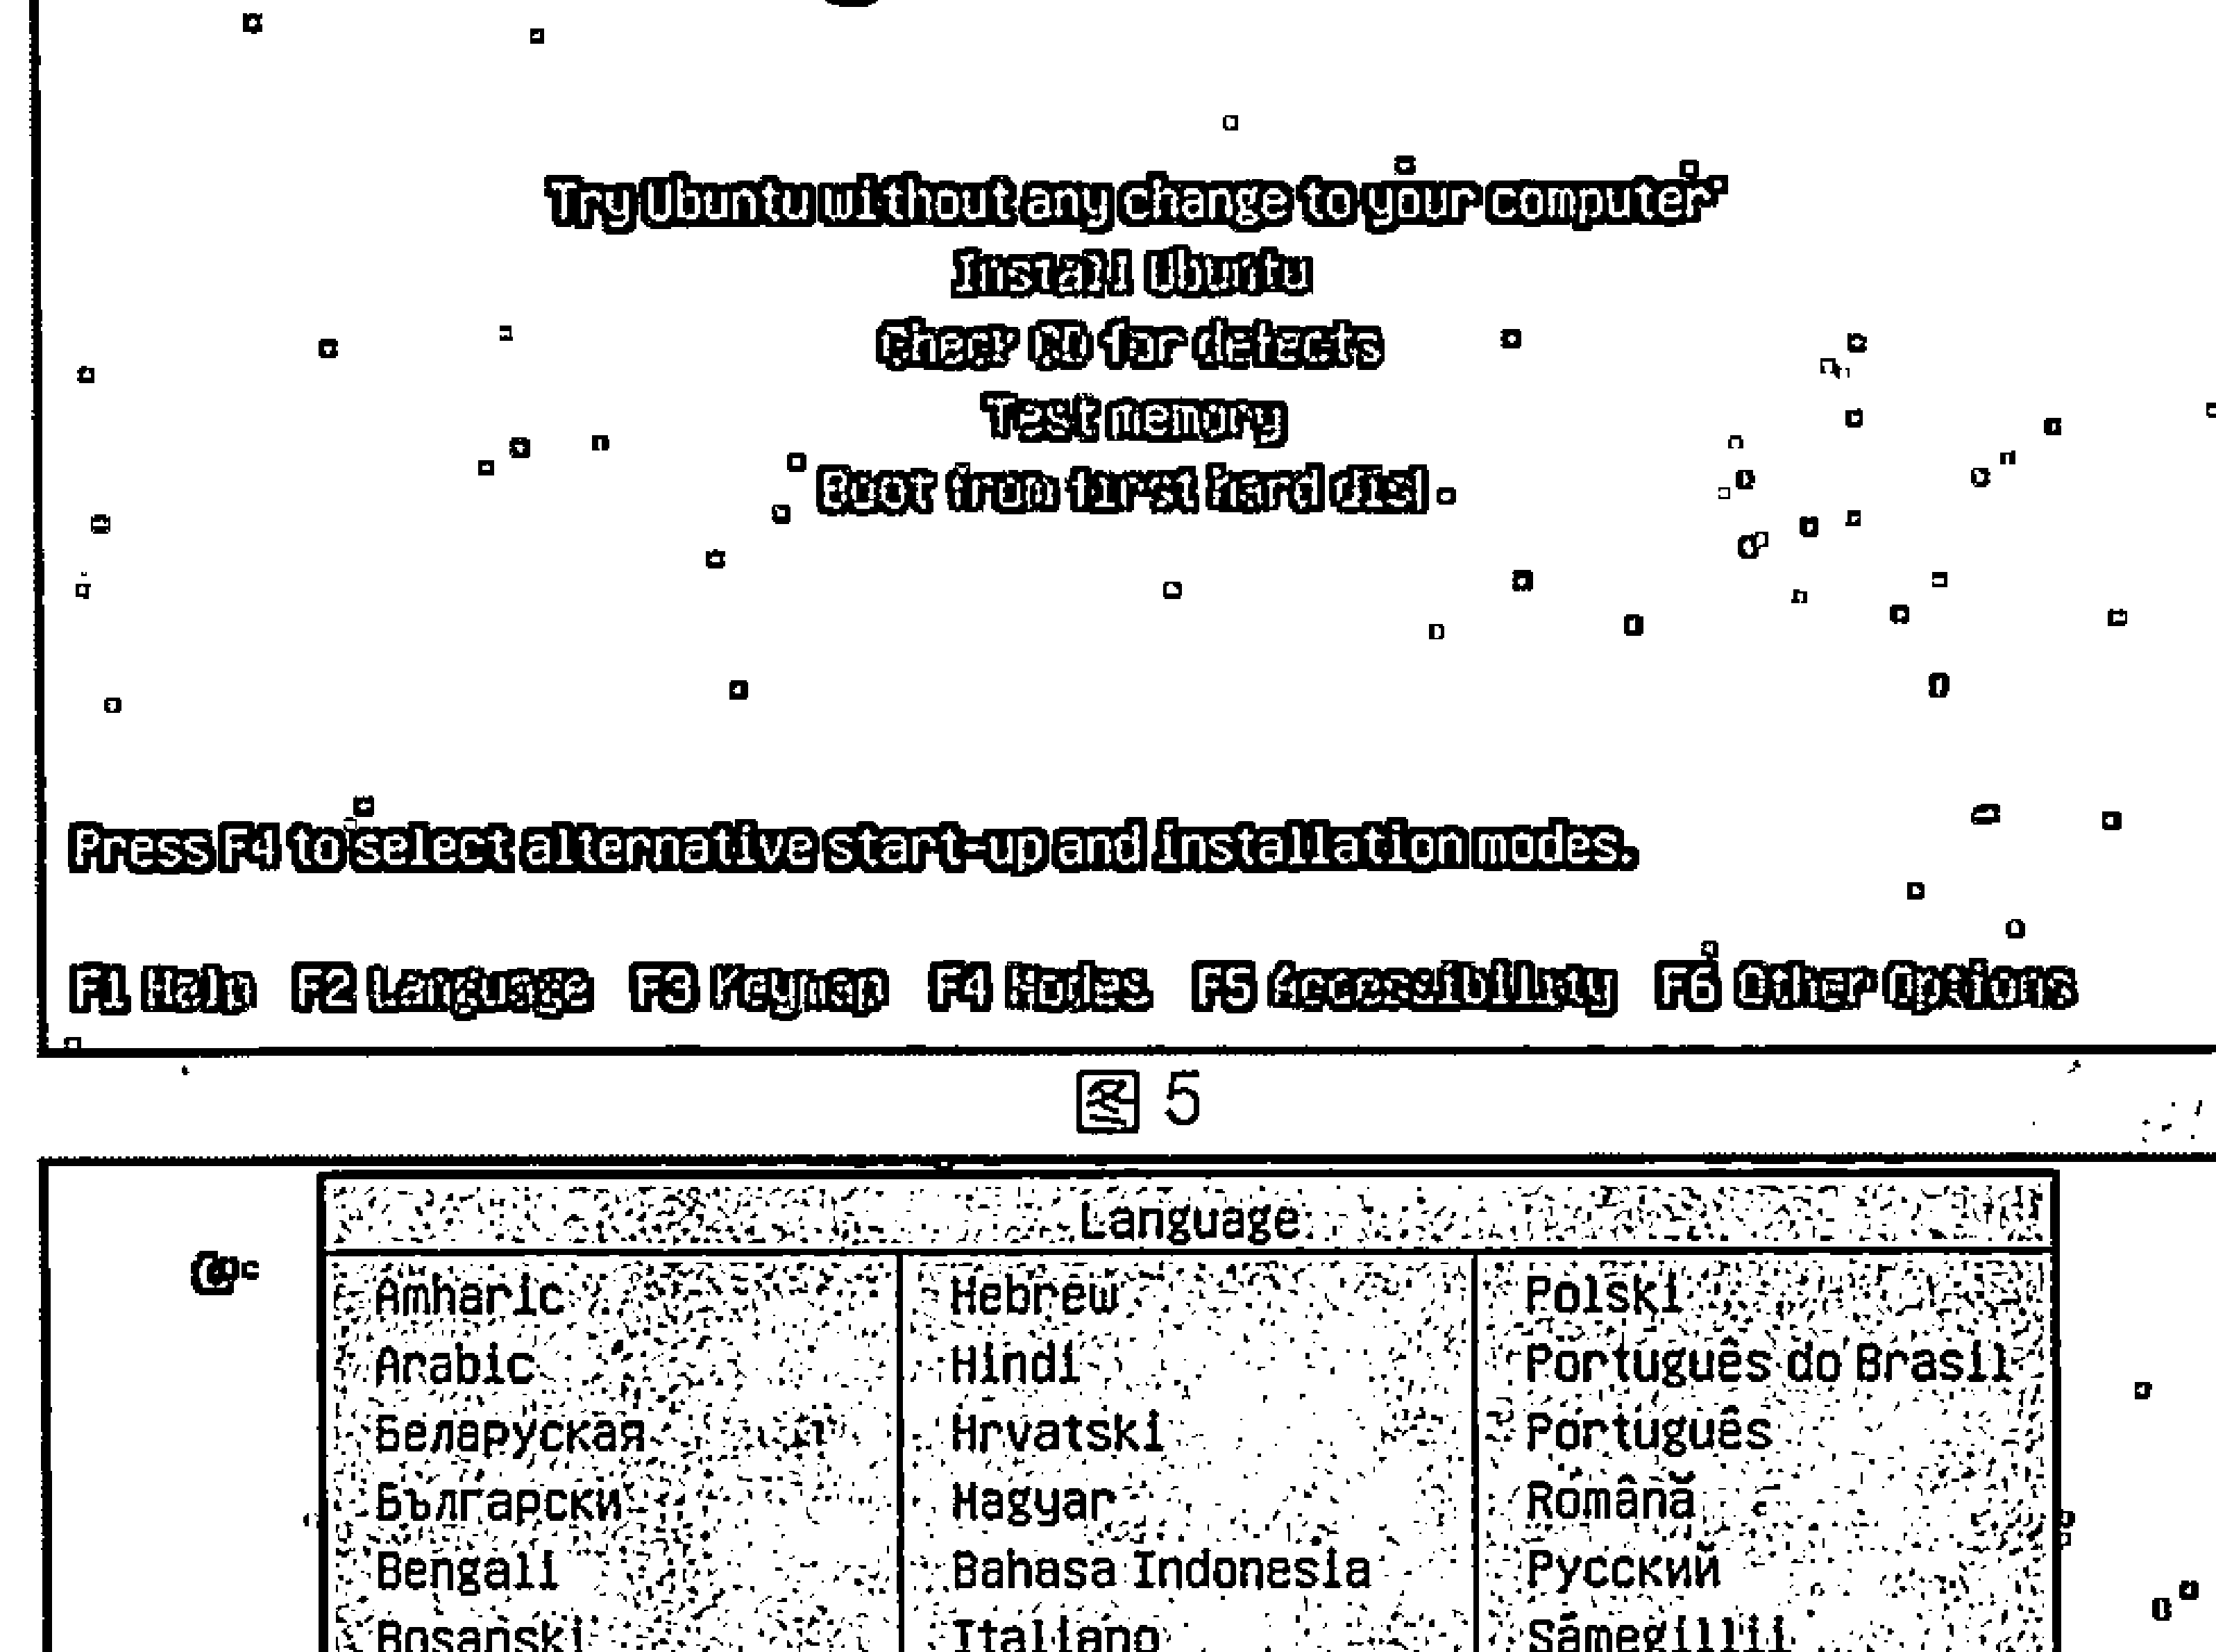 Try Ubuntu without any change to your computer
Install Ubuntu
Check CD for defects
Test memory
Boot from first hard disk
Press F4 to select alternative start-up and installation modes.
F1 Help F2 Language F3 Keymap F4 Modes F5 Accessibility F6 Other Options
图 5
Language
Amharic Hebrew Polski
Arabic Hindi Português do Brasil
Беларуская Hrvatski Português
Български Magyar Română
Bengali Bahasa Indonesia Русский
Bosanski Italiano Sámegillii